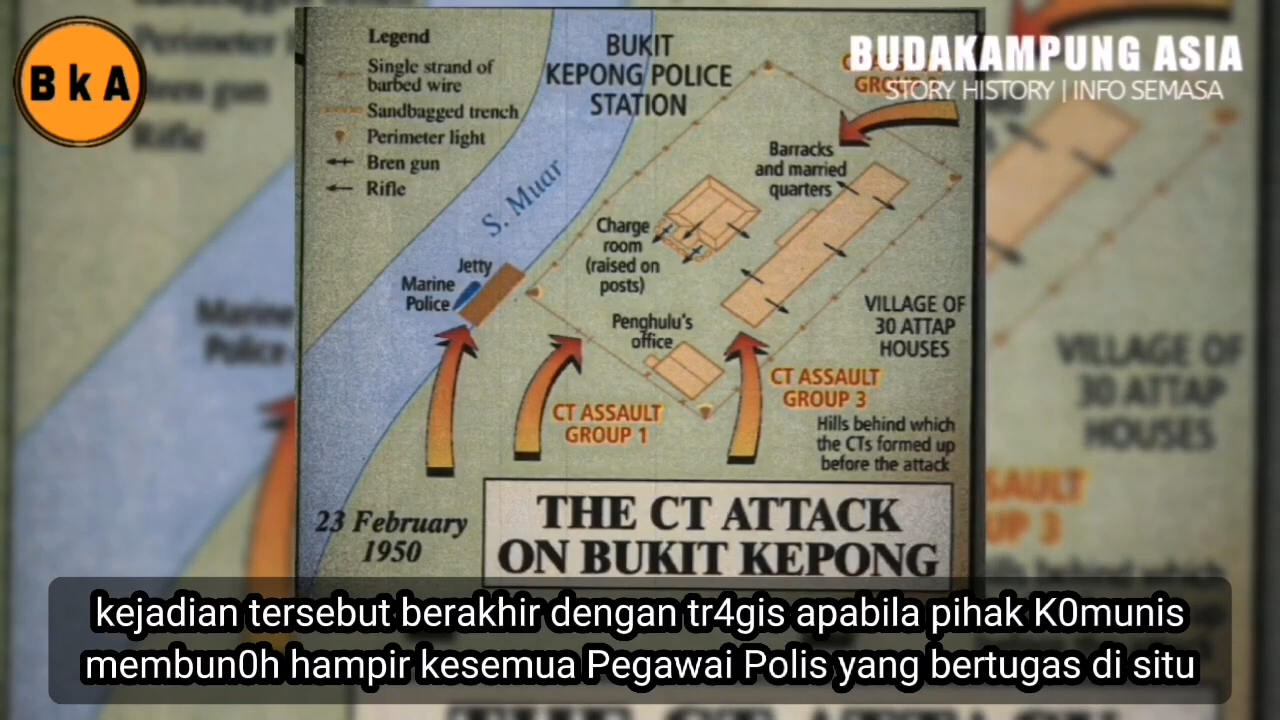 BkA
BUDAKAMPUNG ASIA
STORY HISTORY | INFO SEMASA
Legend
Single strand of
barbed wire
Sandbagged trench
Perimeter light
Bren gun
Rifle
BUKIT
KEPONG POLICE
STATION
S. Muar
Barracks
and married
quarters
Charge
room
(raised on
posts)
Jetty
Marine
Police
Penghulu's
office
VILLAGE OF
30 ATTAP
HOUSES
CT ASSAULT
GROUP 1
CT ASSAULT
GROUP 3
Hills behind which
the CTs formed up
before the attack
23 February
1950
THE CT ATTACK
ON BUKIT KEPONG
kejadian tersebut berakhir dengan tr4gis apabila pihak K0munis
membun0h hampir kesemua Pegawai Polis yang bertugas di situ